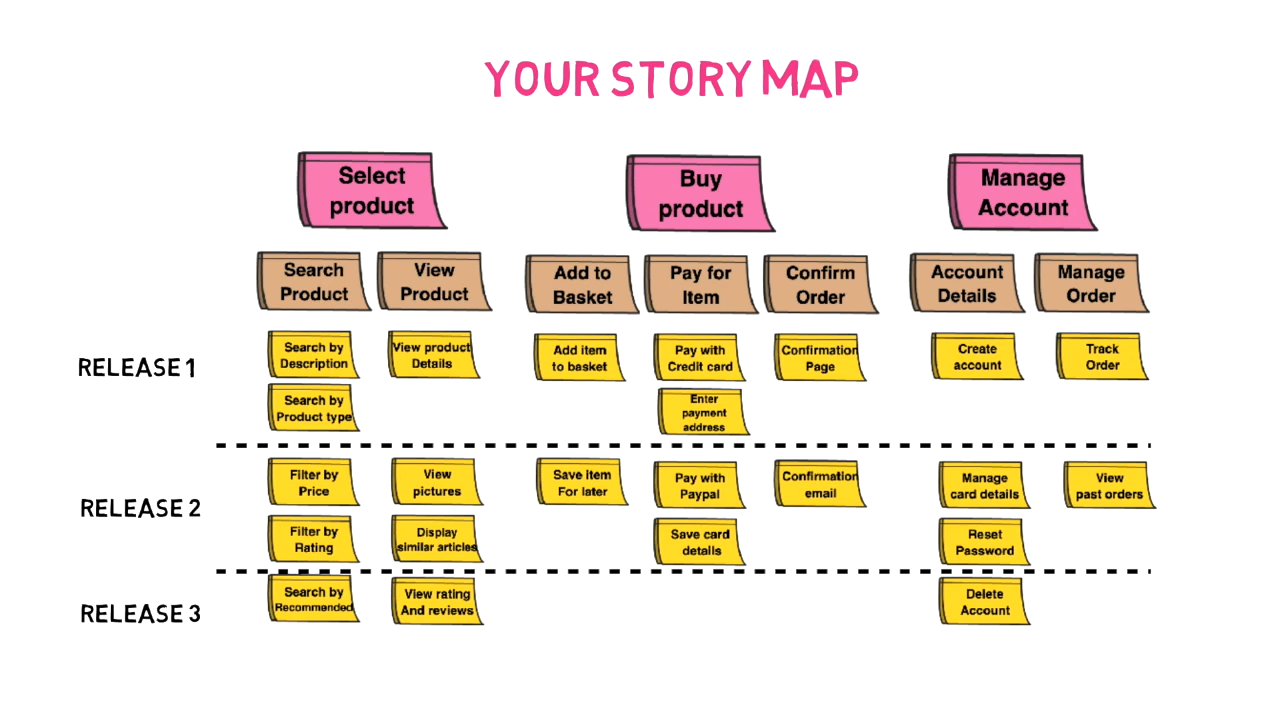 YOUR STORY MAP
Select
product
Buy
product
Manage
Account
Search
Product
View
Product
Add to
Basket
Pay for
Item
Confirm
Order
Account
Details
Manage
Order
RELEASE 1
Search by
Description
View product
Details
Add item
to basket
Pay with
Credit card
Confirmation
Page
Create
account
Track
Order
Search by
Product type
Enter
payment
address
RELEASE 2
Filter by
Price
View
pictures
Save item
For later
Pay with
Paypal
Confirmation
email
Manage
card details
View
past orders
Filter by
Rating
Display
similar articles
Save card
details
Reset
Password
RELEASE 3
Search by
Recommended
View rating
And reviews
Delete
Account